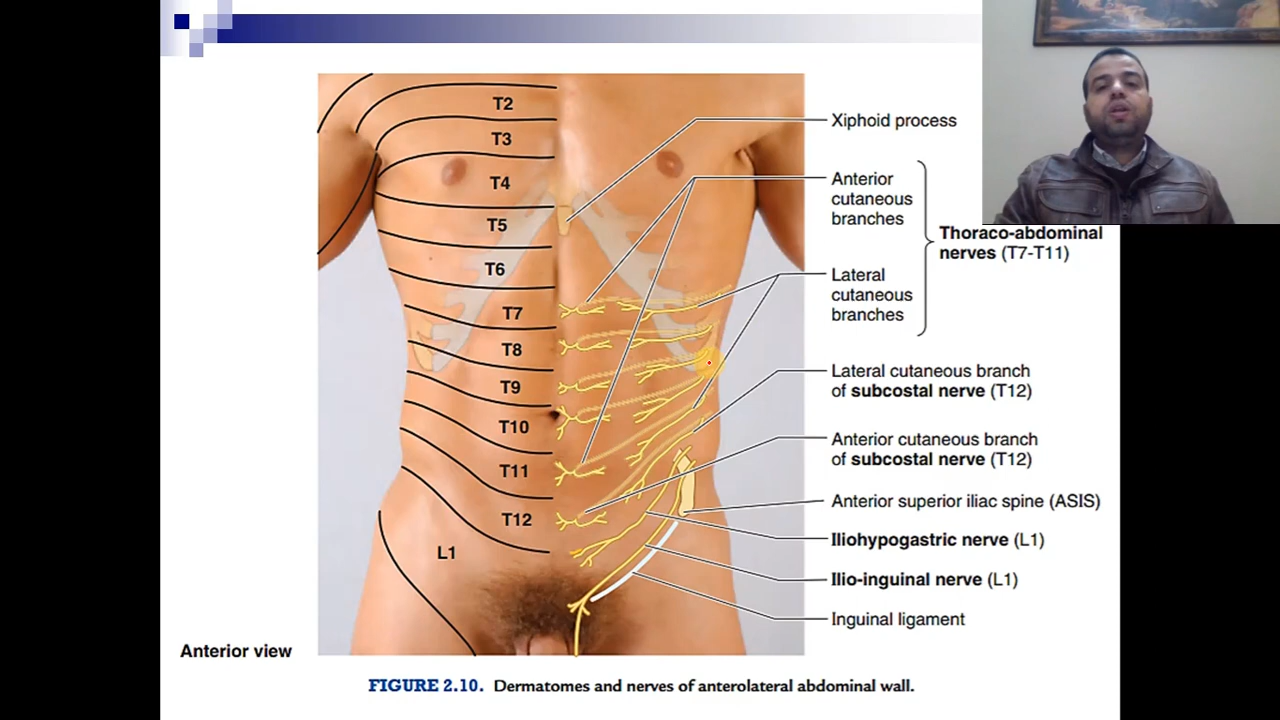 T2
T3
T4
T5
T6
T7
T8
T9
T10
T11
T12
L1
Xiphoid process
Anterior
cutaneous
branches
Lateral
cutaneous
branches
Thoraco-abdominal
nerves (T7-T11)
Lateral cutaneous branch
of subcostal nerve (T12)
Anterior cutaneous branch
of subcostal nerve (T12)
Anterior superior iliac spine (ASIS)
Iliohypogastric nerve (L1)
Ilio-inguinal nerve (L1)
Inguinal ligament
Anterior view
FIGURE 2.10. Dermatomes and nerves of anterolateral abdominal wall.